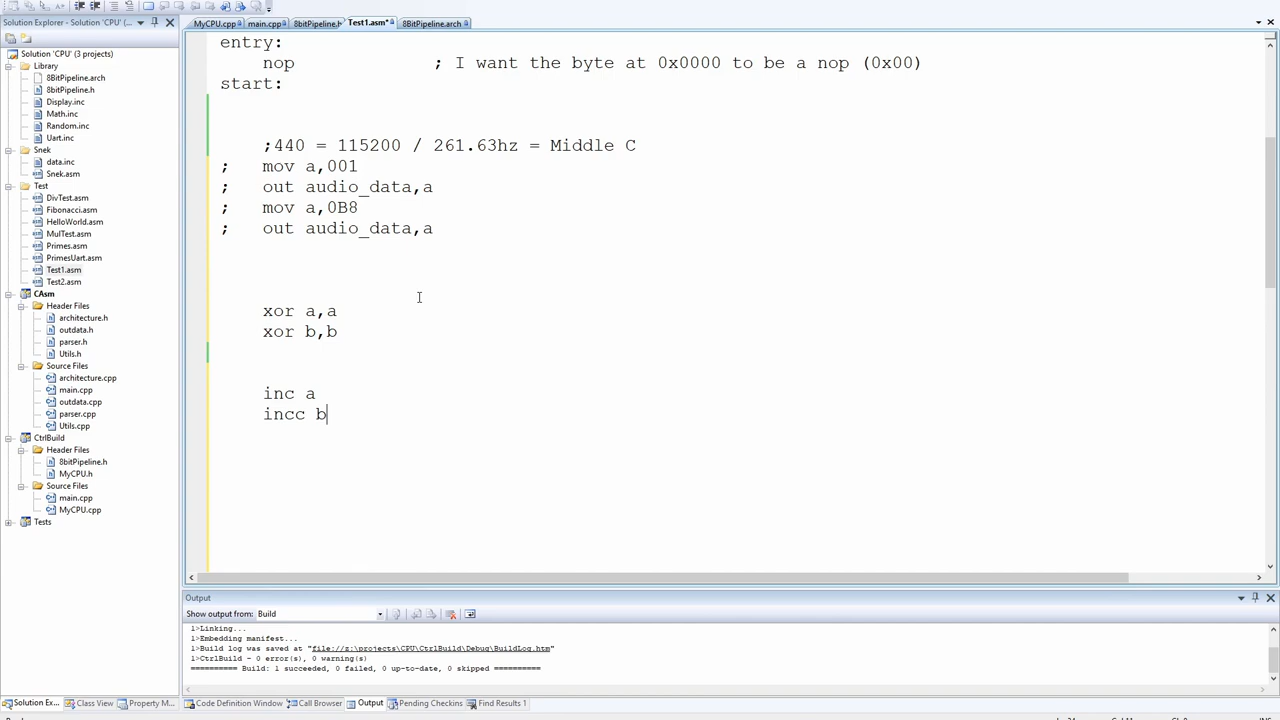 MyCPU.cpp main.cpp 8bitPipeline.h Test1.asm* 8BitPipeline.arch
Solution Explorer - Solution 'CPU' (3 projects)
Solution 'CPU' (3 projects)
Library
8BitPipeline.arch
8bitPipeline.h
Display.inc
Math.inc
Random.inc
Uart.inc
Snek
data.inc
Snek.asm
Test
DivTest.asm
Fibonacci.asm
HelloWorld.asm
MulTest.asm
Primes.asm
PrimesUart.asm
Test1.asm
Test2.asm
CAsm
Header Files
architecture.h
outdata.h
parser.h
Utils.h
Source Files
architecture.cpp
main.cpp
outdata.cpp
parser.cpp
Utils.cpp
CtrlBuild
Header Files
8bitPipeline.h
MyCPU.h
Source Files
main.cpp
MyCPU.cpp
Tests
entry:
nop ; I want the byte at 0x0000 to be a nop (0x00)
start:
;440 = 115200 / 261.63hz = Middle C
; mov a,001
; out audio_data,a
; mov a,0B8
; out audio_data,a
xor a,a
xor b,b
inc a
incc b
Output
Show output from: Build
1>Linking...
1>Embedding manifest...
1>Build log was saved at "file://z:\projects\CPU\CtrlBuild\Debug\BuildLog.htm"
1>CtrlBuild - 0 error(s), 0 warning(s)
========== Build: 1 succeeded, 0 failed, 0 up-to-date, 0 skipped ==========
Solution Ex... Class View Property M... Code Definition Window Call Browser Output Pending Checkins Find Results 1